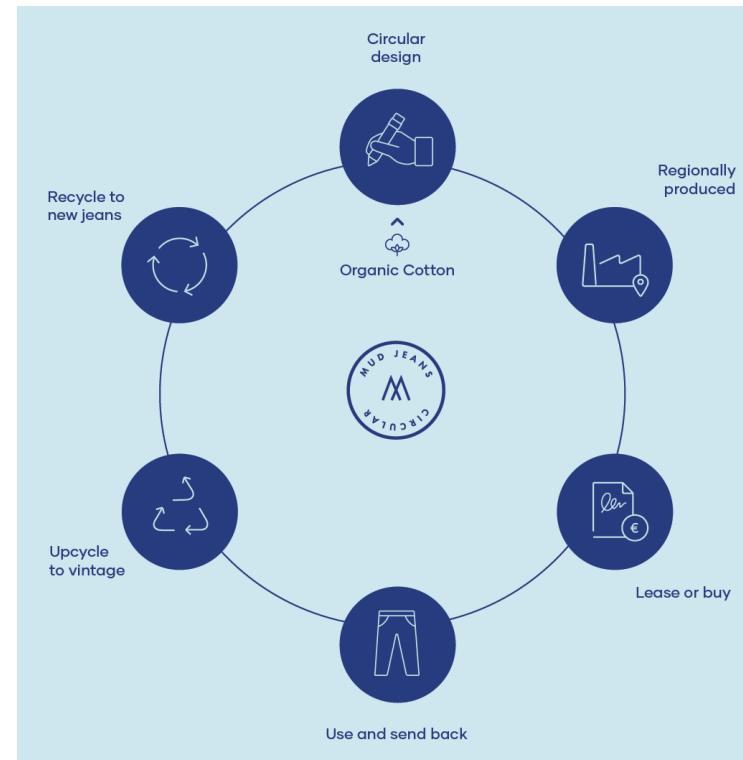 Circular
design
Regionally
produced
Recycle to
new jeans
Organic Cotton
MUD JEANS
CIRCULAR
€
Upcycle
to vintage
Lease or buy
Use and send back